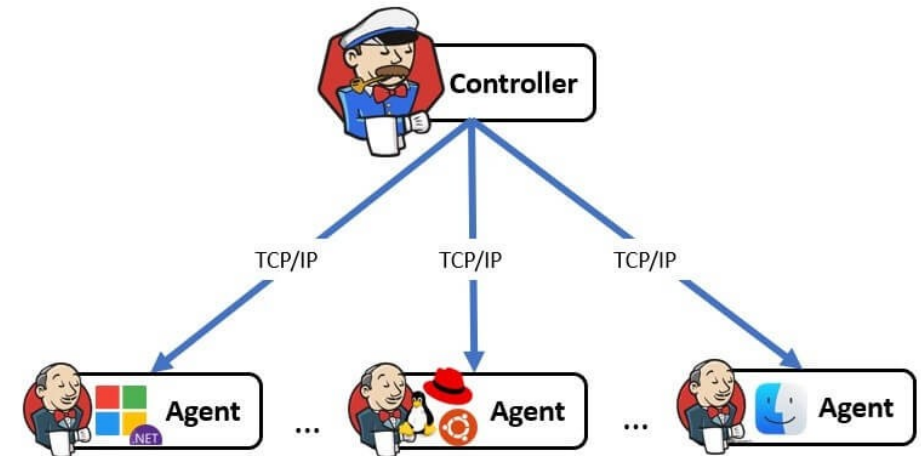 Controller
TCP/IP TCP/IP TCP/IP
.NET Agent ... Agent ... Agent